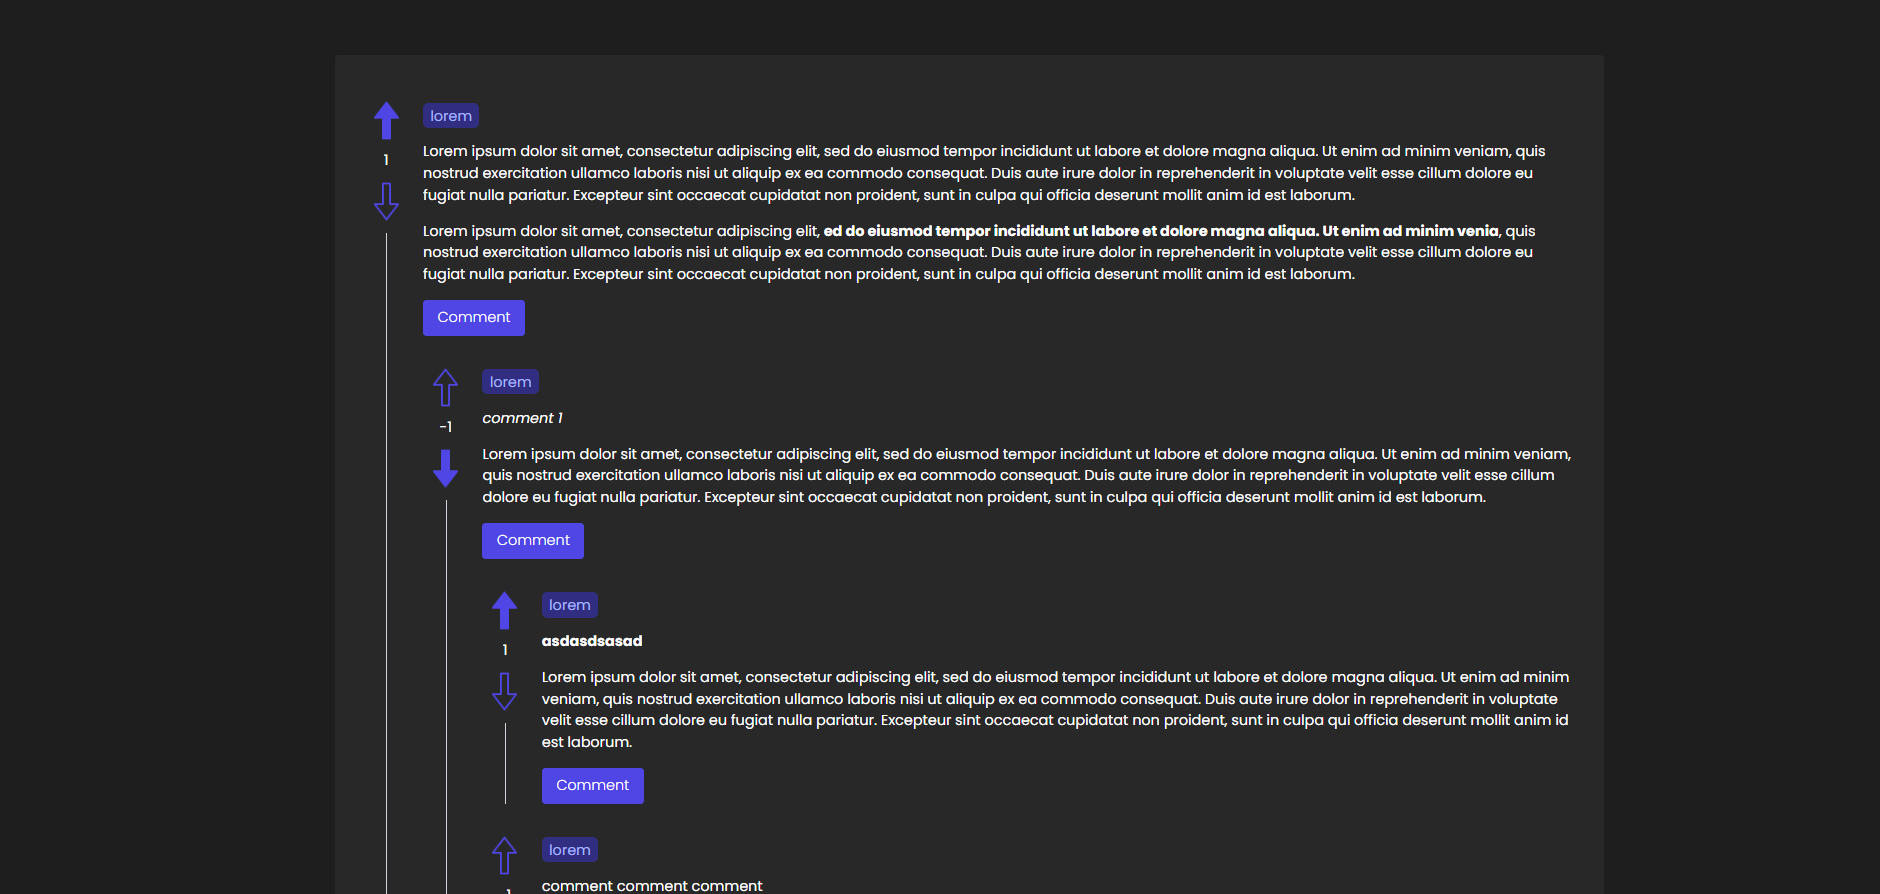 lorem
1
Lorem ipsum dolor sit amet, consectetur adipiscing elit, sed do eiusmod tempor incididunt ut labore et dolore magna aliqua. Ut enim ad minim veniam, quis
nostrud exercitation ullamco laboris nisi ut aliquip ex ea commodo consequat. Duis aute irure dolor in reprehenderit in voluptate velit esse cillum dolore eu
fugiat nulla pariatur. Excepteur sint occaecat cupidatat non proident, sunt in culpa qui officia deserunt mollit anim id est laborum.
Lorem ipsum dolor sit amet, consectetur adipiscing elit, ed do eiusmod tempor incididunt ut labore et dolore magna aliqua. Ut enim ad minim venia, quis
nostrud exercitation ullamco laboris nisi ut aliquip ex ea commodo consequat. Duis aute irure dolor in reprehenderit in voluptate velit esse cillum dolore eu
fugiat nulla pariatur. Excepteur sint occaecat cupidatat non proident, sunt in culpa qui officia deserunt mollit anim id est laborum.
Comment
lorem
comment 1
-1
Lorem ipsum dolor sit amet, consectetur adipiscing elit, sed do eiusmod tempor incididunt ut labore et dolore magna aliqua. Ut enim ad minim veniam,
quis nostrud exercitation ullamco laboris nisi ut aliquip ex ea commodo consequat. Duis aute irure dolor in reprehenderit in voluptate velit esse cillum
dolore eu fugiat nulla pariatur. Excepteur sint occaecat cupidatat non proident, sunt in culpa qui officia deserunt mollit anim id est laborum.
Comment
lorem
asdasdsasad
1
Lorem ipsum dolor sit amet, consectetur adipiscing elit, sed do eiusmod tempor incididunt ut labore et dolore magna aliqua. Ut enim ad minim
veniam, quis nostrud exercitation ullamco laboris nisi ut aliquip ex ea commodo consequat. Duis aute irure dolor in reprehenderit in voluptate
velit esse cillum dolore eu fugiat nulla pariatur. Excepteur sint occaecat cupidatat non proident, sunt in culpa qui officia deserunt mollit anim id
est laborum.
Comment
lorem
comment comment comment